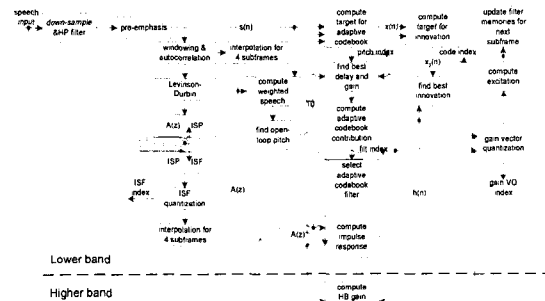 speech
input
down-sample
&HP filter
pre-emphasis
s(n)
compute
target for
adaptive
codebook
x(n)
compute
target for
innovation
update filter
memories for
next
subframe
windowing &
autocorrelation
interpolation for
4 subframes
pitch index
code index
x2(n)
find best
delay and
gain
Levinson-
Durbin
compute
weighted
speech
find best
innovation
compute
excitation
T0
A(z)
ISP
find open-
loop pitch
compute
adaptive
codebook
contribution
filt index
gain vector
quantization
ISP
ISF
select
adaptive
codebook
filter
ISF
index
ISF
quantization
A(z)
h(n)
gain VQ
index
interpolation for
4 subframes
A(z)
compute
impulse
response
Lower band
Higher band
compute
HB gain